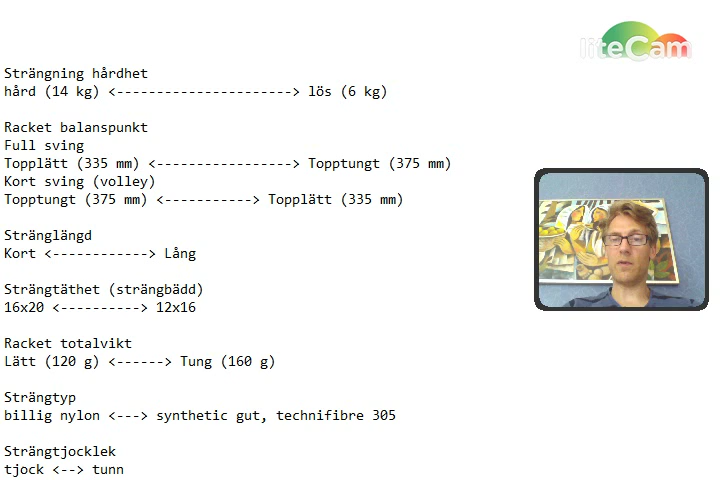 liteCam
Strängning hårdhet
hård (14 kg) <-----------------------> lös (6 kg)
Racket balanspunkt
Full sving
Topplätt (335 mm) <-----------------> Topptungt (375 mm)
Kort sving (volley)
Topptungt (375 mm) <-----------> Topplätt (335 mm)
Stränglängd
Kort <------------> Lång
Strängtäthet (strängbädd)
16x20 <----------> 12x16
Racket totalvikt
Lätt (120 g) <------> Tung (160 g)
Strängtyp
billig nylon <---> synthetic gut, technifibre 305
Strängtjocklek
tjock <--> tunn